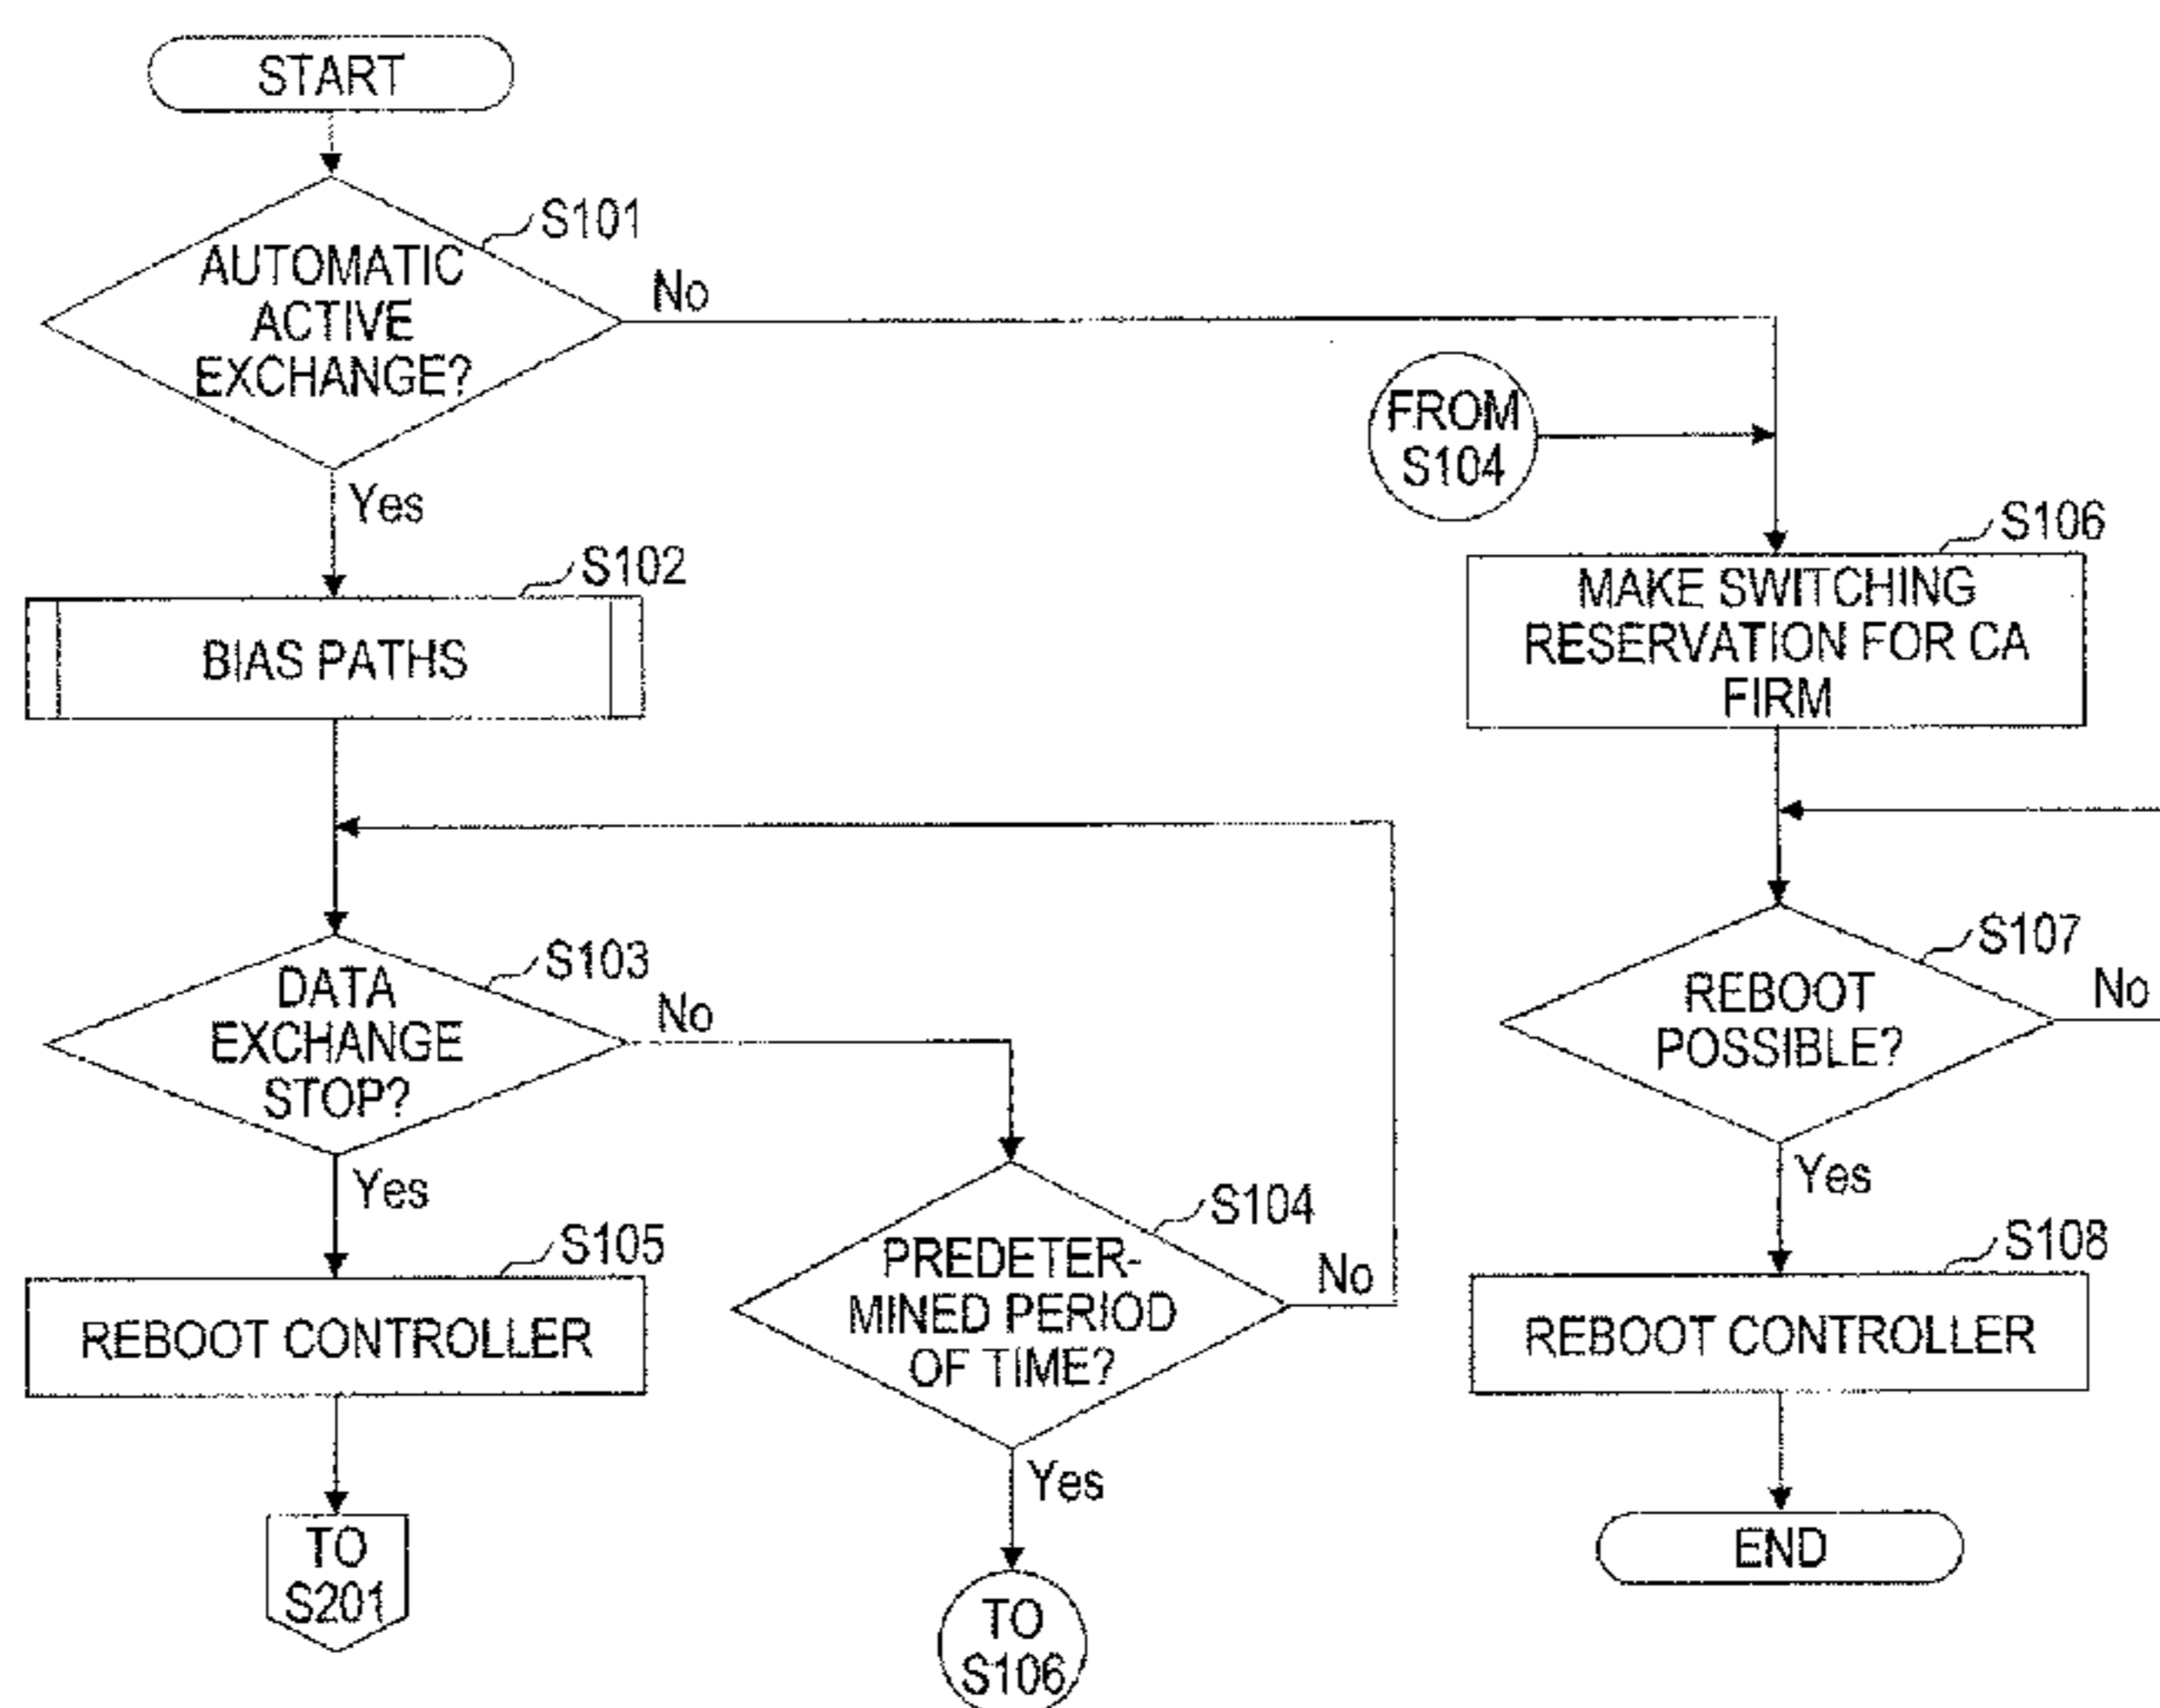 START
S101
AUTOMATIC
ACTIVE
EXCHANGE?
No
Yes
S102
BIAS PATHS
S103
DATA
EXCHANGE
STOP?
No
Yes
S104
PREDETER-
MINED PERIOD
OF TIME?
No
Yes
TO
S106
S105
REBOOT CONTROLLER
TO
S201
FROM
S104
S106
MAKE SWITCHING
RESERVATION FOR CA
FIRM
S107
REBOOT
POSSIBLE?
No
Yes
S108
REBOOT CONTROLLER
END